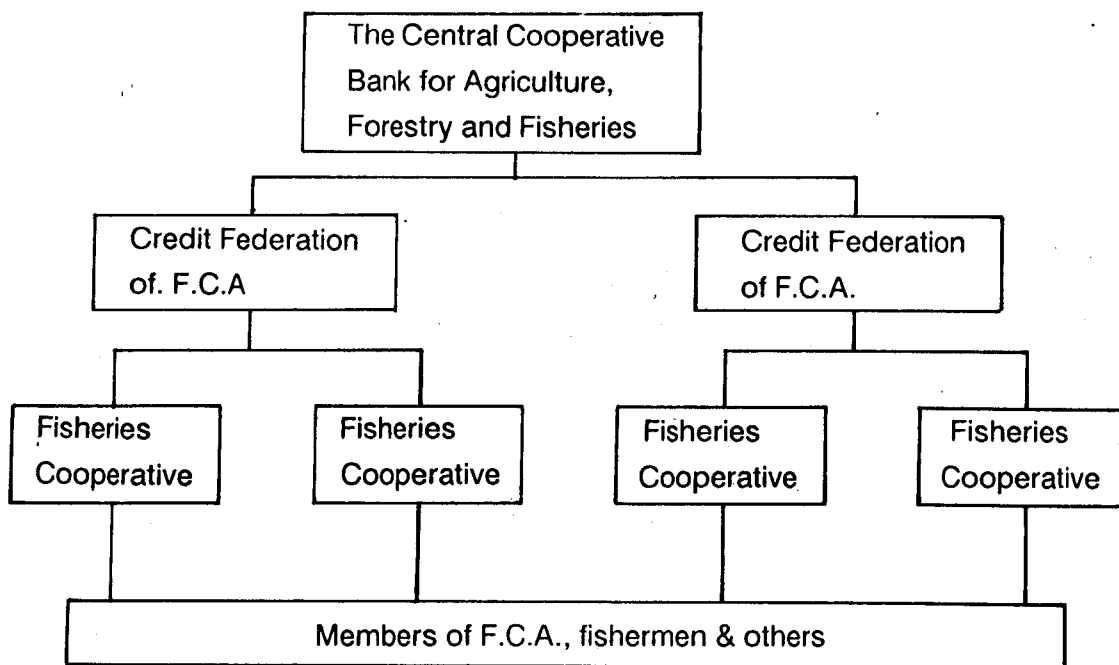 The Central Cooperative
Bank for Agriculture,
Forestry and Fisheries
Credit Federation
of. F.C.A
Credit Federation
of F.C.A.
Fisheries
Cooperative
Fisheries
Cooperative
Fisheries
Cooperative
Fisheries
Cooperative
Members of F.C.A., fishermen & others